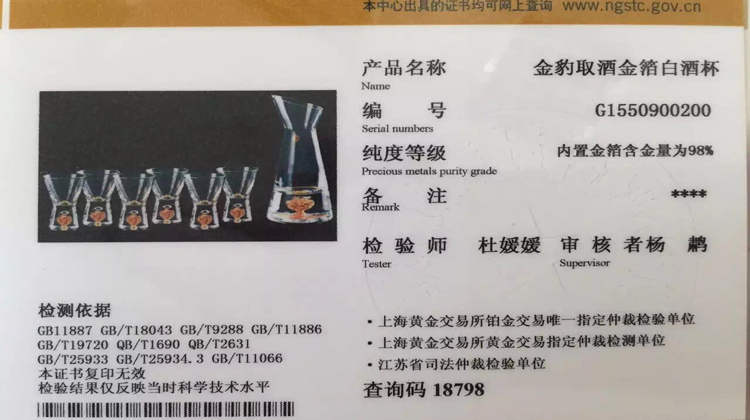 本中心出具的证书均可网上查询 www.ngstc.gov.cn
产品名称 金豹取酒金箔白酒杯
Name
编 号 G1550900200
Serial numbers
纯度等级 内置金箔含金量为98%
Precious metals purity grade
备 注 ****
Remark
检 验 师 杜媛媛 审 核 者杨 鹣
Tester Supervisor
检测依据
GB11887 GB/T18043 GB/T9288 GB/T11886
GB/T19720 QB/T1690 QB/T2631
GB/T25933 GB/T25934.3 GB/T11066
本证书复印无效
检验结果仅反映当时科学技术水平
·上海黄金交易所铂金交易唯一指定仲裁检验单位
·上海黄金交易所黄金交易指定仲裁检测单位
·江苏省司法仲裁检验单位
查询码 18798